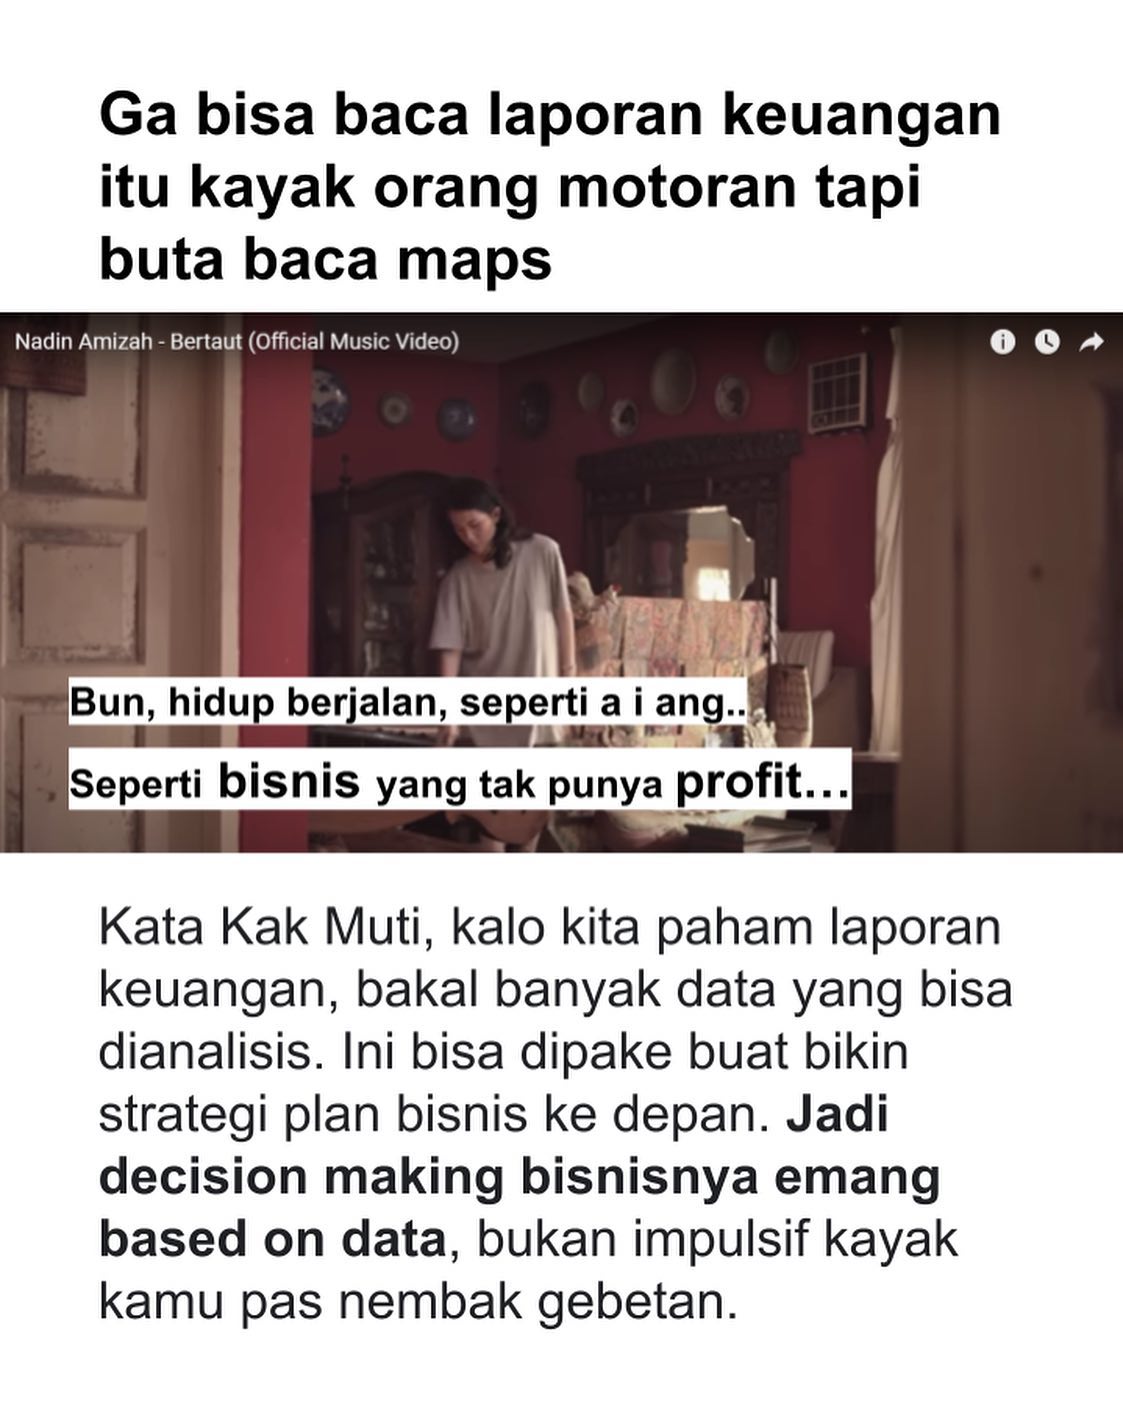 Ga bisa baca laporan keuangan
itu kayak orang motoran tapi
buta baca maps
Nadin Amizah - Bertaut (Official Music Video)
Bun, hidup berjalan, seperti a i ang..
Seperti bisnis yang tak punya profit...
Kata Kak Muti, kalo kita paham laporan
keuangan, bakal banyak data yang bisa
dianalisis. Ini bisa dipake buat bikin
strategi plan bisnis ke depan. Jadi
decision making bisnisnya emang
based on data, bukan impulsif kayak
kamu pas nembak gebetan.